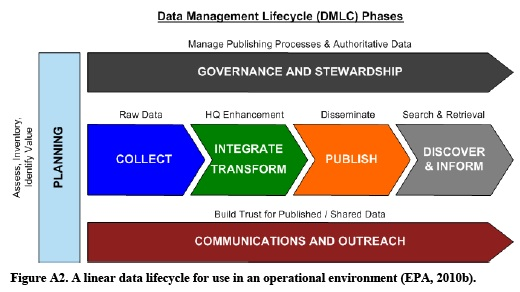 Data Management Lifecycle (DMLC) Phases
Manage Publishing Processes & Authoritative Data
GOVERNANCE AND STEWARDSHIP
Assess, Inventory,
Identify Value
PLANNING
Raw Data
HQ Enhancement
Disseminate
Search & Retrieval
COLLECT
INTEGRATE
TRANSFORM
PUBLISH
DISCOVER
& INFORM
Build Trust for Published / Shared Data
COMMUNICATIONS AND OUTREACH
Figure A2. A linear data lifecycle for use in an operational environment (EPA, 2010b).